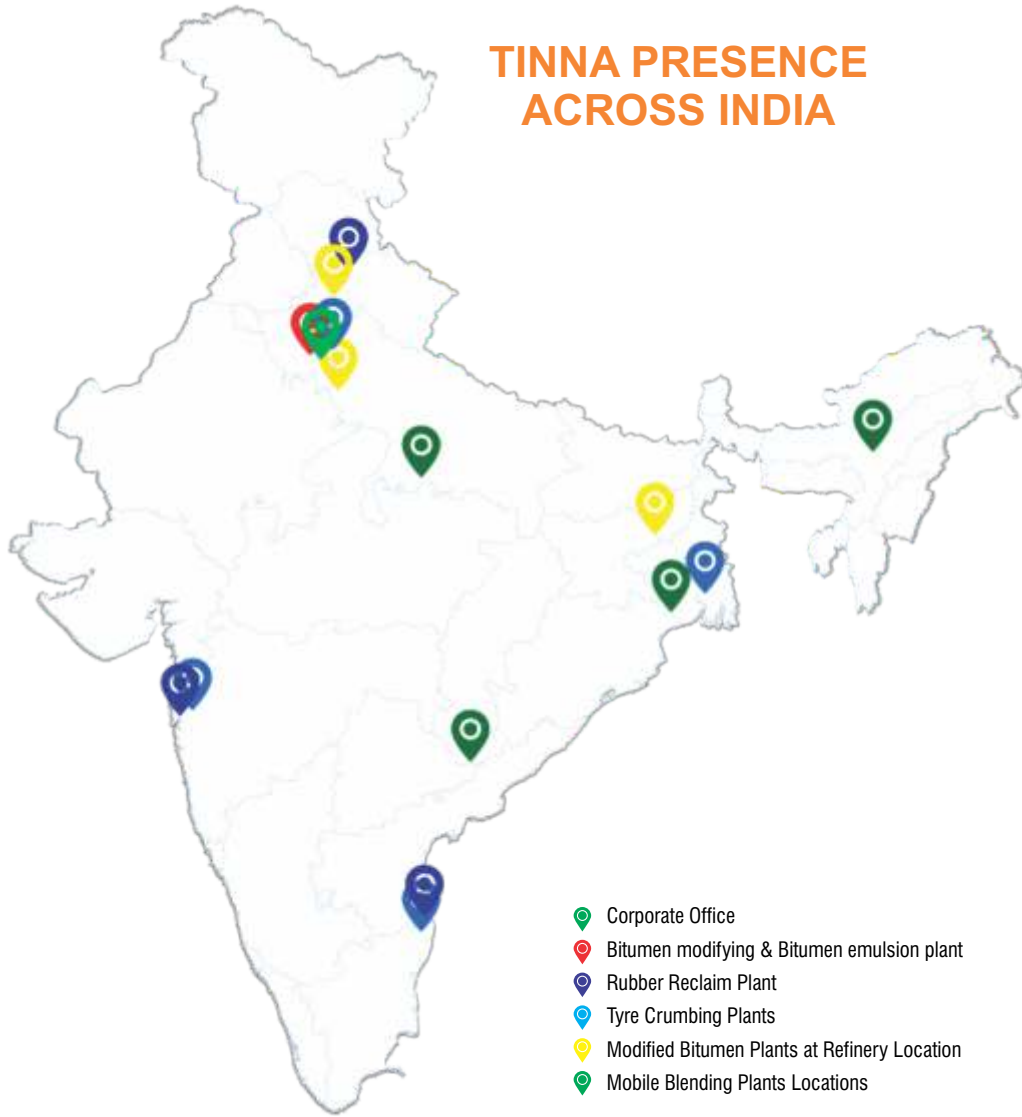 TINNA PRESENCE
ACROSS INDIA
Corporate Office
Bitumen modifying & Bitumen emulsion plant
Rubber Reclaim Plant
Tyre Crumbing Plants
Modified Bitumen Plants at Refinery Location
Mobile Blending Plants Locations